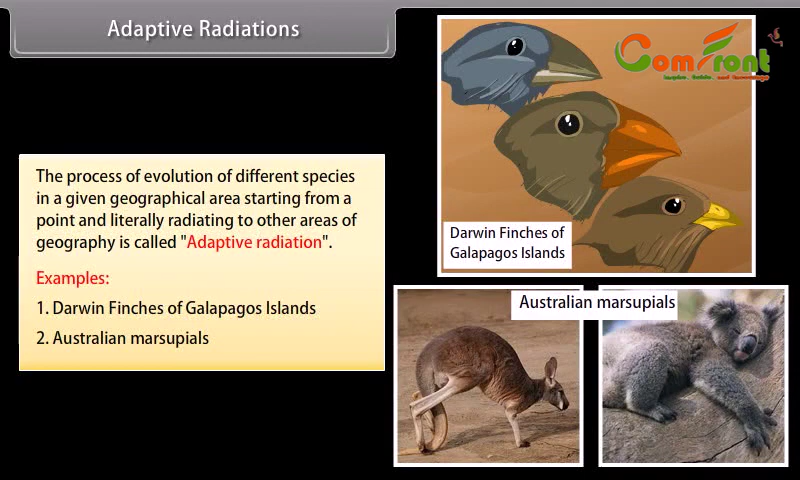 Adaptive Radiations
ComFront
The process of evolution of different species
in a given geographical area starting from a
point and literally radiating to other areas of
geography is called "Adaptive radiation".
Examples:
1. Darwin Finches of Galapagos Islands
2. Australian marsupials
Darwin Finches of
Galapagos Islands
Australian marsupials